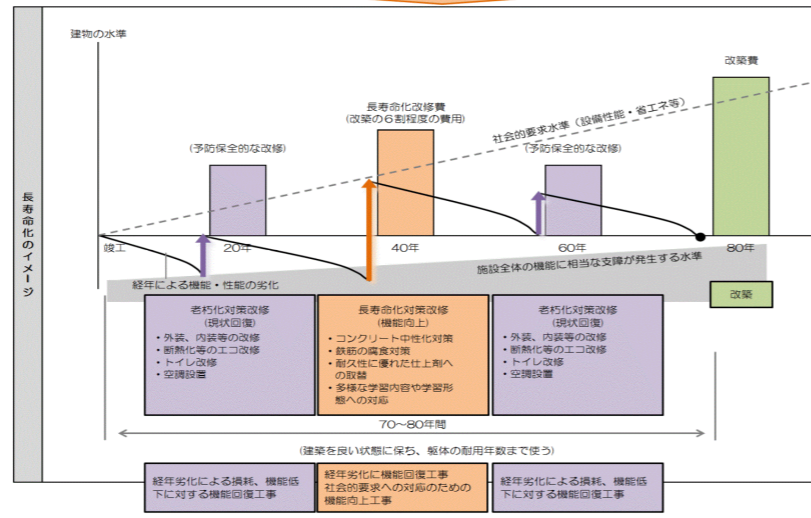 建物の水準
改築費
長寿命化改修費
(改築の6割程度の費用)
社会的要求水準（設備性能・省エネ等）
(予防保全的な改修)
(予防保全的な改修)
長寿命化のイメージ
竣工
20年
40年
60年
80年
経年による機能・性能の劣化
施設全体の機能に相当な支障が発生する水準
改築
老朽化対策改修
(現状回復)
・外装、内装等の改修
・断熱化等のエコ改修
・トイレ改修
・空調設置
長寿命化対策改修
(機能向上)
・コンクリート中性化対策
・鉄筋の腐食対策
・耐久性に優れた仕上剤へ
の取替
・多様な学習内容や学習形
態への対応
老朽化対策改修
(現状回復)
・外装、内装等の改修
・断熱化等のエコ改修
・トイレ改修
・空調設置
70～80年間
(建築を良い状態に保ち、躯体の耐用年数まで使う)
経年劣化による損耗、機能低
下に対する機能回復工事
経年劣化に機能回復工事
社会的要求への対応のための
機能向上工事
経年劣化による損耗、機能低
下に対する機能回復工事